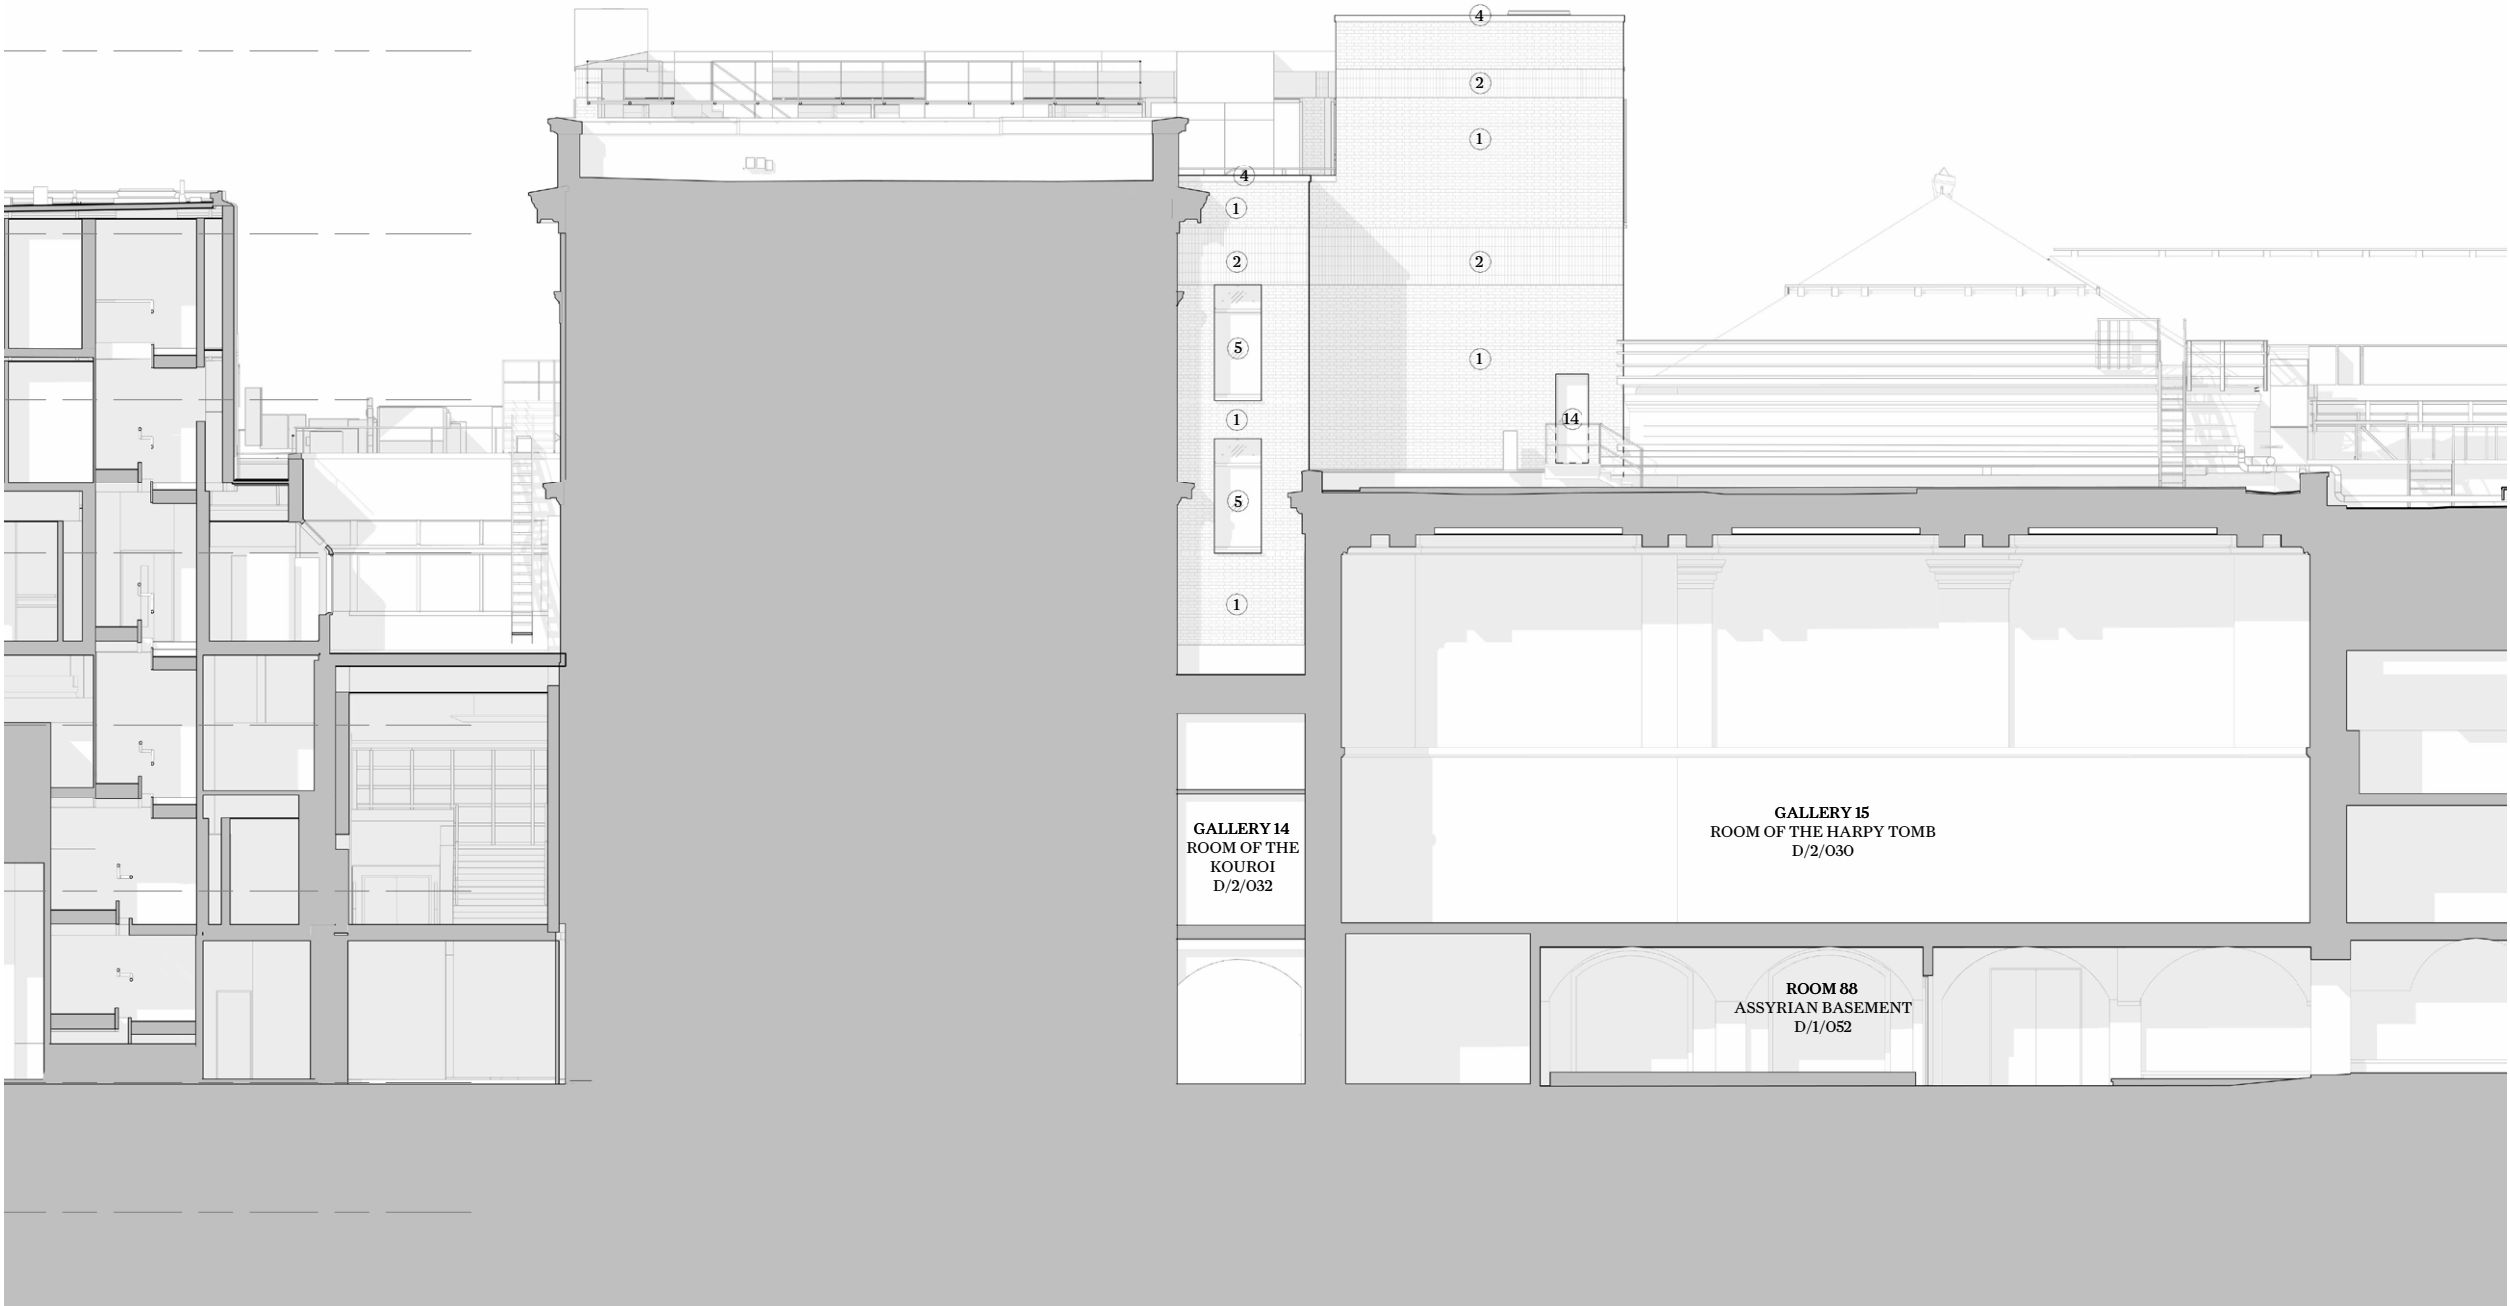 4
2
1
4
1
2
2
5
1
1
14
5
1
GALLERY 14
ROOM OF THE
KOUROI
D/2/032
GALLERY 15
ROOM OF THE HARPY TOMB
D/2/030
ROOM 88
ASSYRIAN BASEMENT
D/1/052